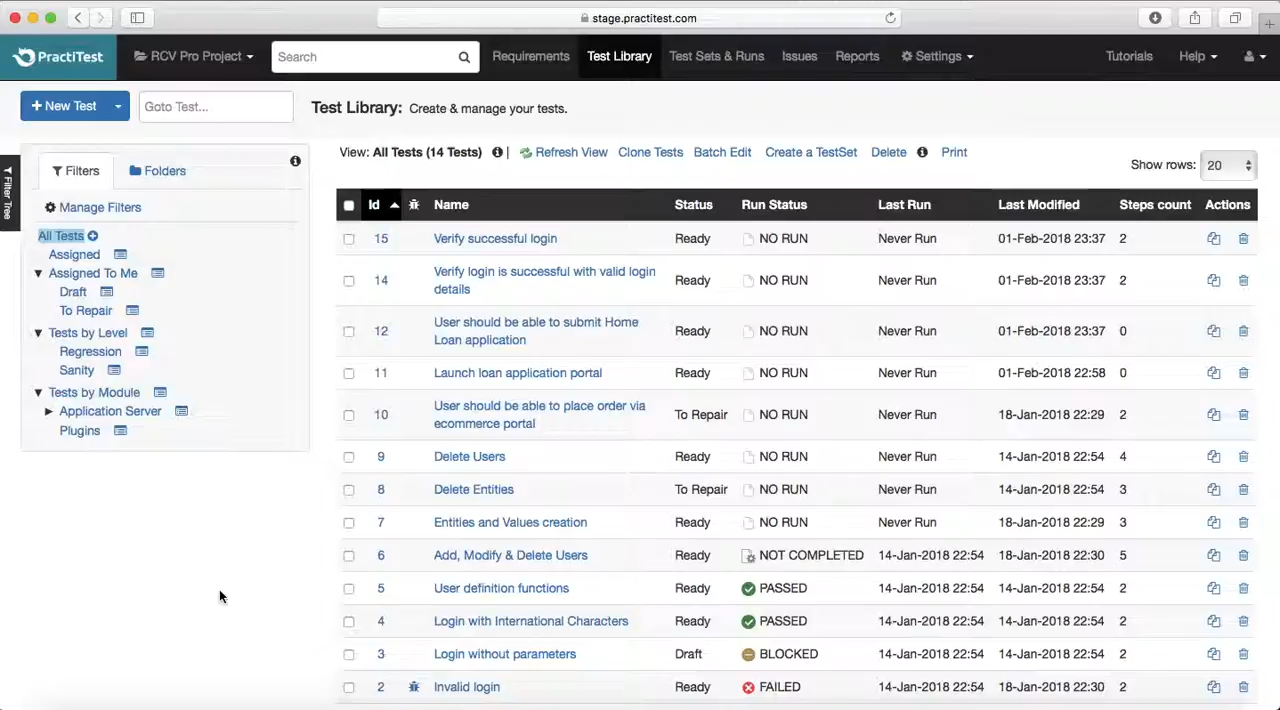 stage.practitest.com
PractiTest RCV Pro Project Search Requirements Test Library Test Sets & Runs Issues Reports Settings Tutorials Help
+ New Test Goto Test... Test Library: Create & manage your tests.
Filter Tree
Filters Folders
Manage Filters
All Tests
Assigned
Assigned To Me
Draft
To Repair
Tests by Level
Regression
Sanity
Tests by Module
Application Server
Plugins
View: All Tests (14 Tests) | Refresh View Clone Tests Batch Edit Create a TestSet Delete Print
Show rows: 20
Id Name Status Run Status Last Run Last Modified Steps count Actions
15 Verify successful login Ready NO RUN Never Run 01-Feb-2018 23:37 2
14 Verify login is successful with valid login details Ready NO RUN Never Run 01-Feb-2018 23:37 2
12 User should be able to submit Home Loan application Ready NO RUN Never Run 01-Feb-2018 23:37 0
11 Launch loan application portal Ready NO RUN Never Run 01-Feb-2018 22:58 0
10 User should be able to place order via ecommerce portal To Repair NO RUN Never Run 18-Jan-2018 22:29 2
9 Delete Users Ready NO RUN Never Run 14-Jan-2018 22:54 4
8 Delete Entities To Repair NO RUN Never Run 14-Jan-2018 22:54 3
7 Entities and Values creation Ready NO RUN Never Run 18-Jan-2018 22:29 3
6 Add, Modify & Delete Users Ready NOT COMPLETED 14-Jan-2018 22:54 18-Jan-2018 22:30 5
5 User definition functions Ready PASSED 14-Jan-2018 22:54 14-Jan-2018 22:54 2
4 Login with International Characters Ready PASSED 14-Jan-2018 22:54 14-Jan-2018 22:54 2
3 Login without parameters Draft BLOCKED 14-Jan-2018 22:54 14-Jan-2018 22:54 2
2 Invalid login Ready FAILED 14-Jan-2018 22:54 18-Jan-2018 22:30 2